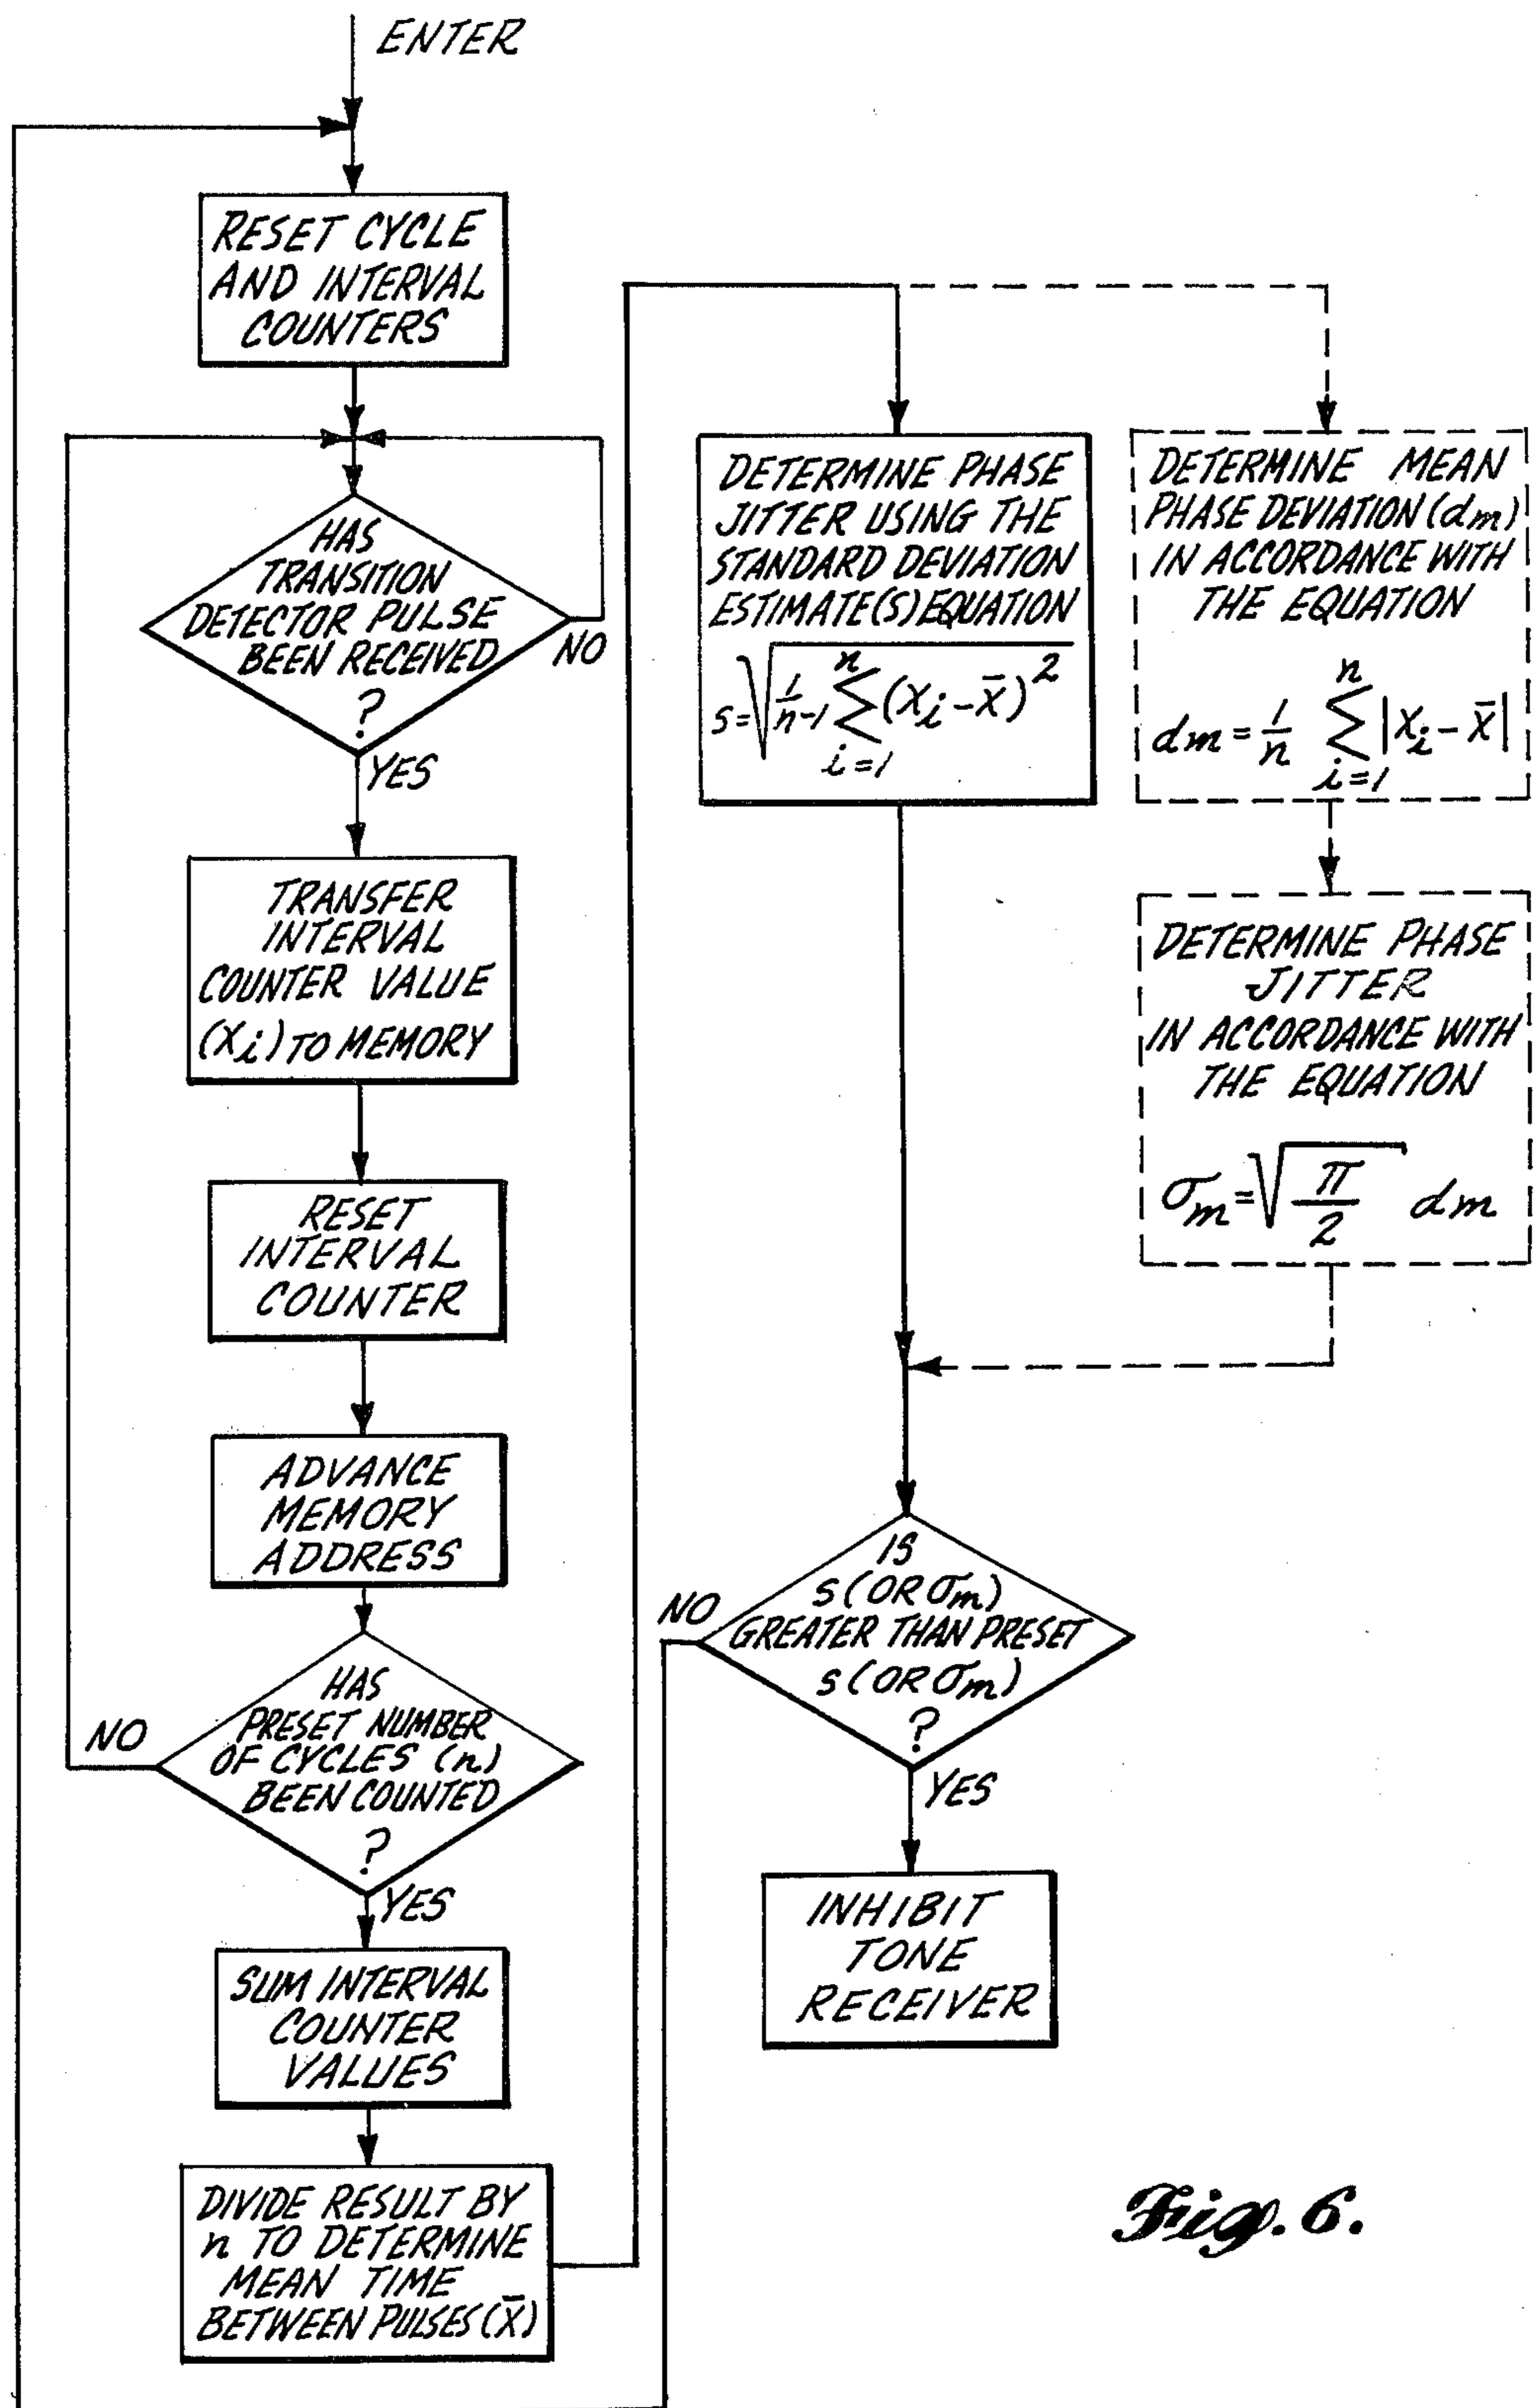 ENTER
RESET CYCLE
AND INTERVAL
COUNTERS
HAS
TRANSITION
DETECTOR PULSE
BEEN RECEIVED
?
NO
YES
TRANSFER
INTERVAL
COUNTER VALUE
(Xi) TO MEMORY
RESET
INTERVAL
COUNTER
ADVANCE
MEMORY
ADDRESS
HAS
PRESET NUMBER
OF CYCLES (n)
BEEN COUNTED
?
NO
YES
SUM INTERVAL
COUNTER
VALUES
DIVIDE RESULT BY
n TO DETERMINE
MEAN TIME
BETWEEN PULSES (X̄)
DETERMINE PHASE
JITTER USING THE
STANDARD DEVIATION
ESTIMATE(S) EQUATION
s = √(1/n-1 Σ i=1 n (Xi - X̄)²)
DETERMINE MEAN
PHASE DEVIATION (dm)
IN ACCORDANCE WITH
THE EQUATION
dm = 1/n Σ i=1 n |Xi - X̄|
DETERMINE PHASE
JITTER
IN ACCORDANCE WITH
THE EQUATION
σm = √(π/2) dm
IS
s (OR σm)
GREATER THAN PRESET
s (OR σm)
?
NO
YES
INHIBIT
TONE
RECEIVER
Fig. 6.